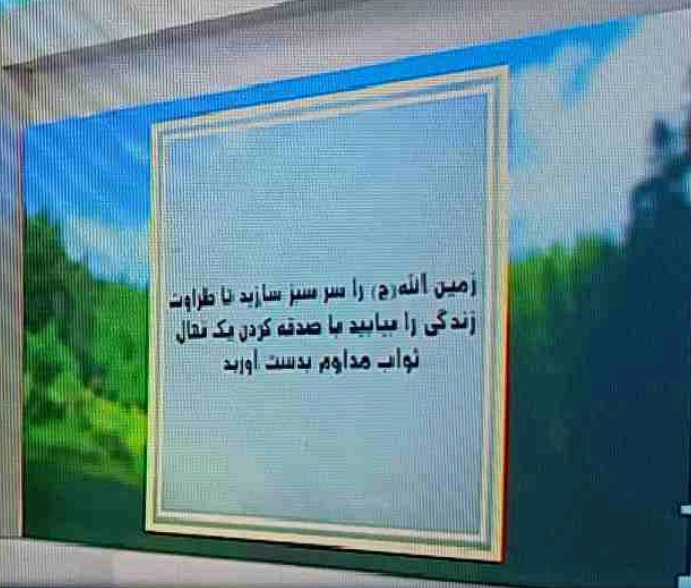 زمین الله(ج) را سر سبز سازید تا طراوت
زندگی را بیابید با صدقه کردن یک نهال
ثواب مداوم بدست آورید